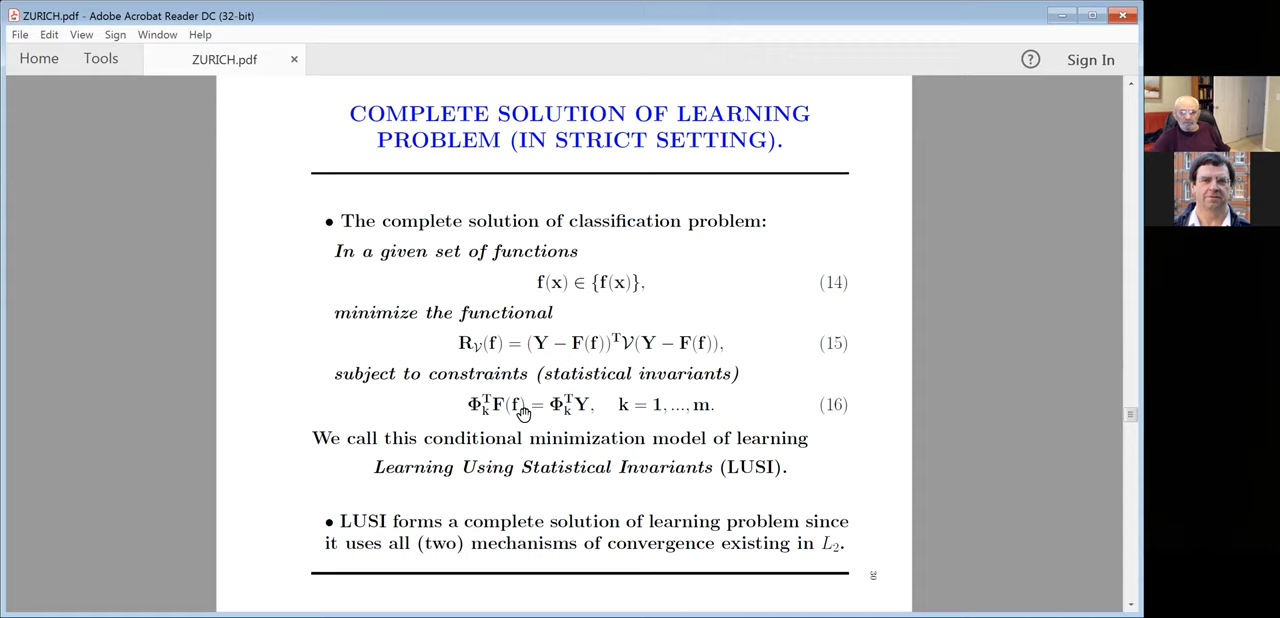 ZURICH.pdf - Adobe Acrobat Reader DC (32-bit)
File Edit View Sign Window Help
Home Tools ZURICH.pdf × ? Sign In
COMPLETE SOLUTION OF LEARNING
PROBLEM (IN STRICT SETTING).
• The complete solution of classification problem:
In a given set of functions
f(x) ∈ {f(x)}, (14)
minimize the functional
R_𝒱(f) = (Y − F(f))ᵀ𝒱(Y − F(f)), (15)
subject to constraints (statistical invariants)
ΦₖᵀF(f) = ΦₖᵀY, k = 1, ..., m. (16)
We call this conditional minimization model of learning
Learning Using Statistical Invariants (LUSI).
• LUSI forms a complete solution of learning problem since
it uses all (two) mechanisms of convergence existing in L₂.
30